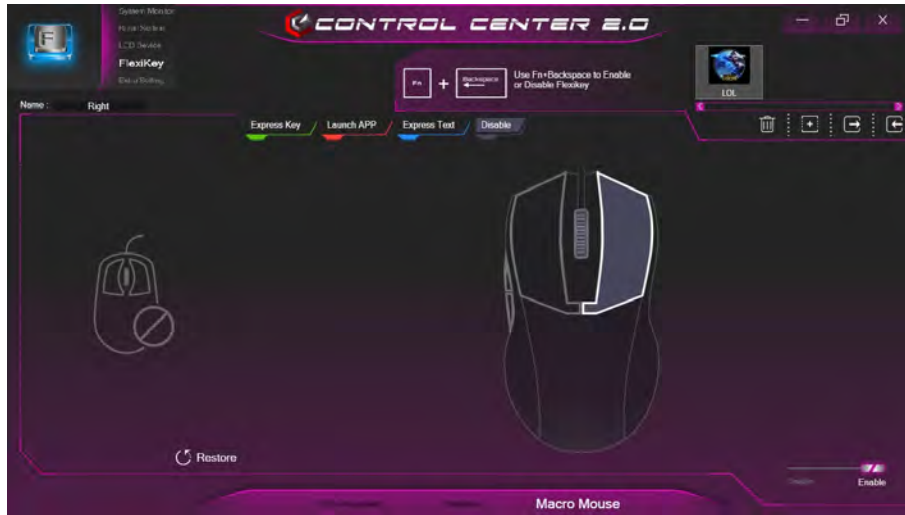 System Monitor
LCD Device
FlexiKey
CONTROL CENTER 2.0
Fn + Backspace
Use Fn+Backspace to Enable
or Disable Flexikey
LOL
Name : Right
Express Key
Launch APP
Express Text
Disable
Restore
Enable
Macro Mouse